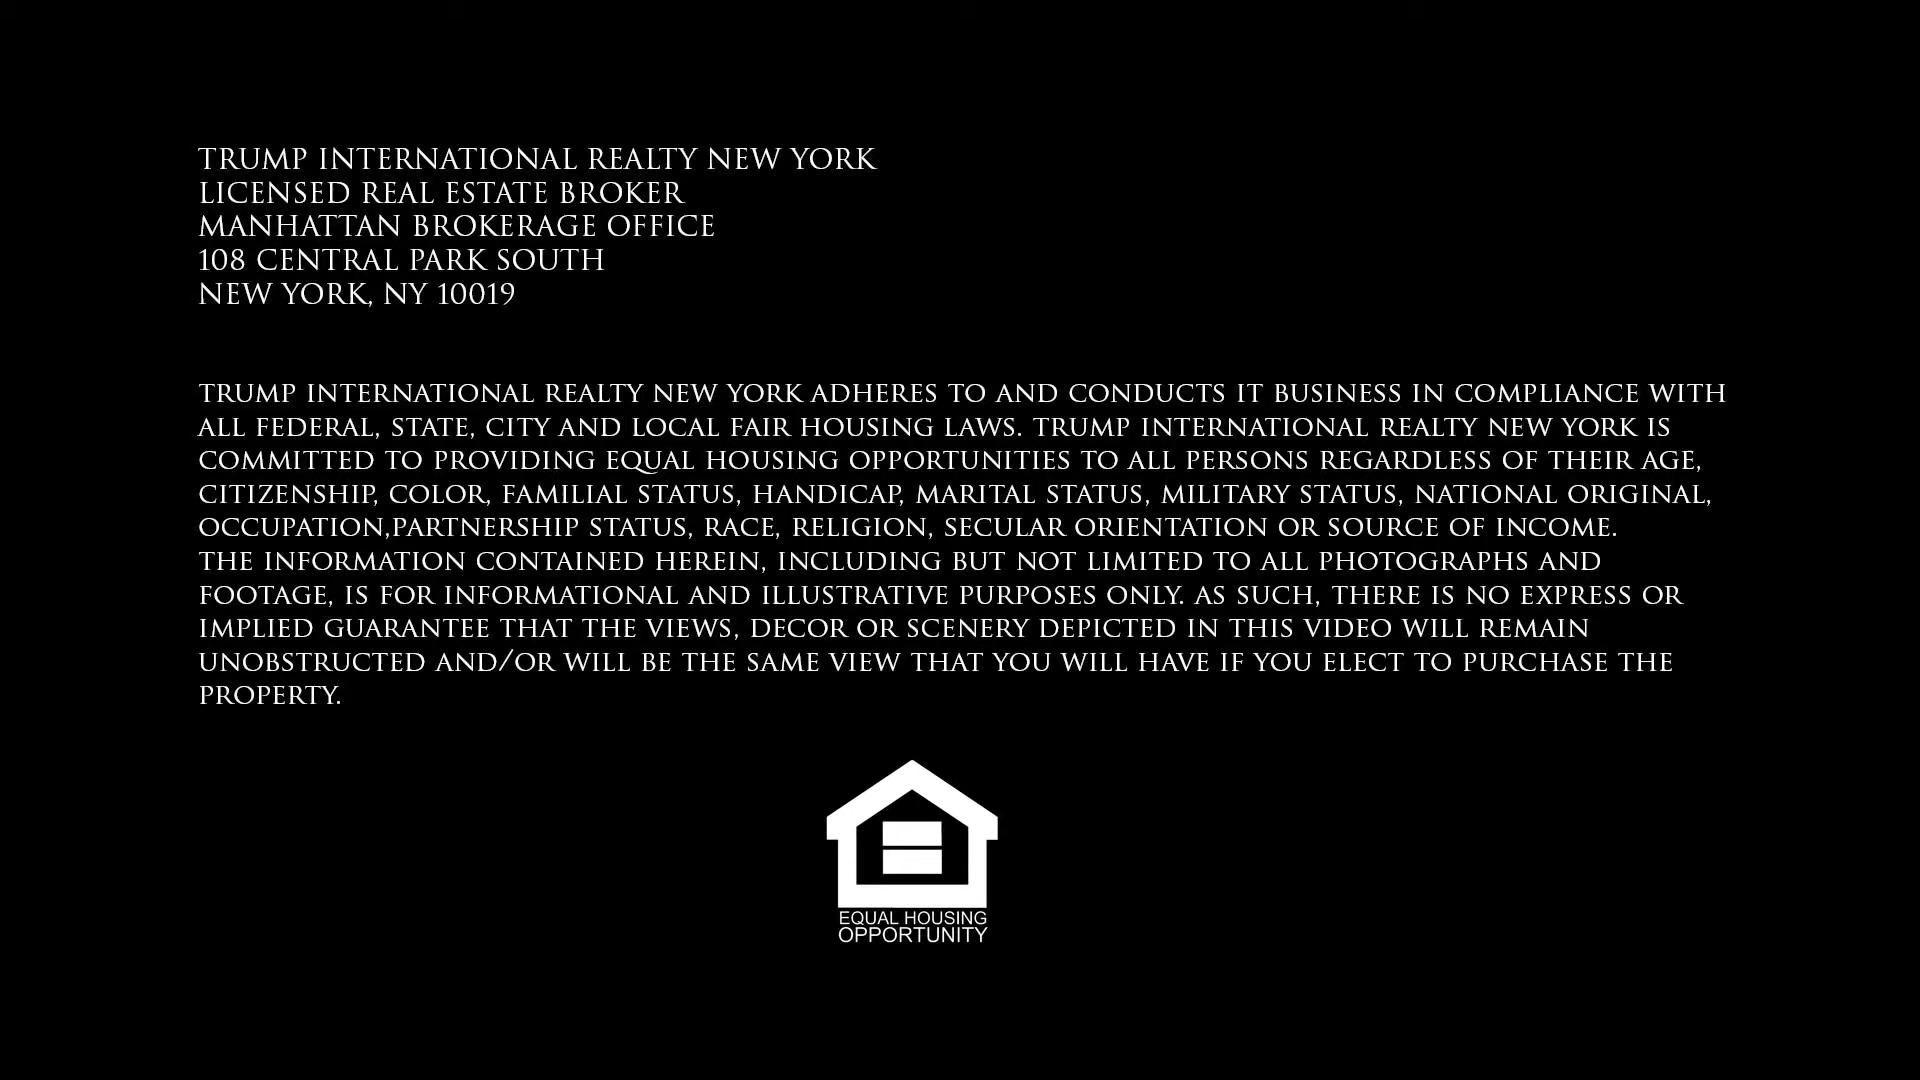 TRUMP INTERNATIONAL REALTY NEW YORK
LICENSED REAL ESTATE BROKER
MANHATTAN BROKERAGE OFFICE
108 CENTRAL PARK SOUTH
NEW YORK, NY 10019
TRUMP INTERNATIONAL REALTY NEW YORK ADHERES TO AND CONDUCTS IT BUSINESS IN COMPLIANCE WITH
ALL FEDERAL, STATE, CITY AND LOCAL FAIR HOUSING LAWS. TRUMP INTERNATIONAL REALTY NEW YORK IS
COMMITTED TO PROVIDING EQUAL HOUSING OPPORTUNITIES TO ALL PERSONS REGARDLESS OF THEIR AGE,
CITIZENSHIP, COLOR, FAMILIAL STATUS, HANDICAP, MARITAL STATUS, MILITARY STATUS, NATIONAL ORIGINAL,
OCCUPATION,PARTNERSHIP STATUS, RACE, RELIGION, SECULAR ORIENTATION OR SOURCE OF INCOME.
THE INFORMATION CONTAINED HEREIN, INCLUDING BUT NOT LIMITED TO ALL PHOTOGRAPHS AND
FOOTAGE, IS FOR INFORMATIONAL AND ILLUSTRATIVE PURPOSES ONLY. AS SUCH, THERE IS NO EXPRESS OR
IMPLIED GUARANTEE THAT THE VIEWS, DECOR OR SCENERY DEPICTED IN THIS VIDEO WILL REMAIN
UNOBSTRUCTED AND/OR WILL BE THE SAME VIEW THAT YOU WILL HAVE IF YOU ELECT TO PURCHASE THE
PROPERTY.
EQUAL HOUSING
OPPORTUNITY